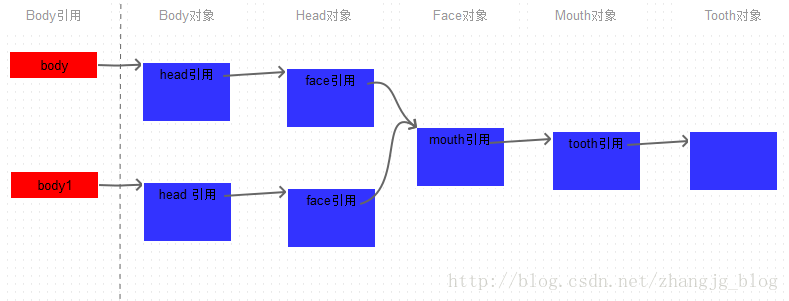 Body引用 Body对象 Head对象 Face对象 Mouth对象 Tooth对象
body
head引用
face引用
mouth引用
tooth引用
body1
head 引用
face引用
http://blog.csdn.net/zhangjg_blog